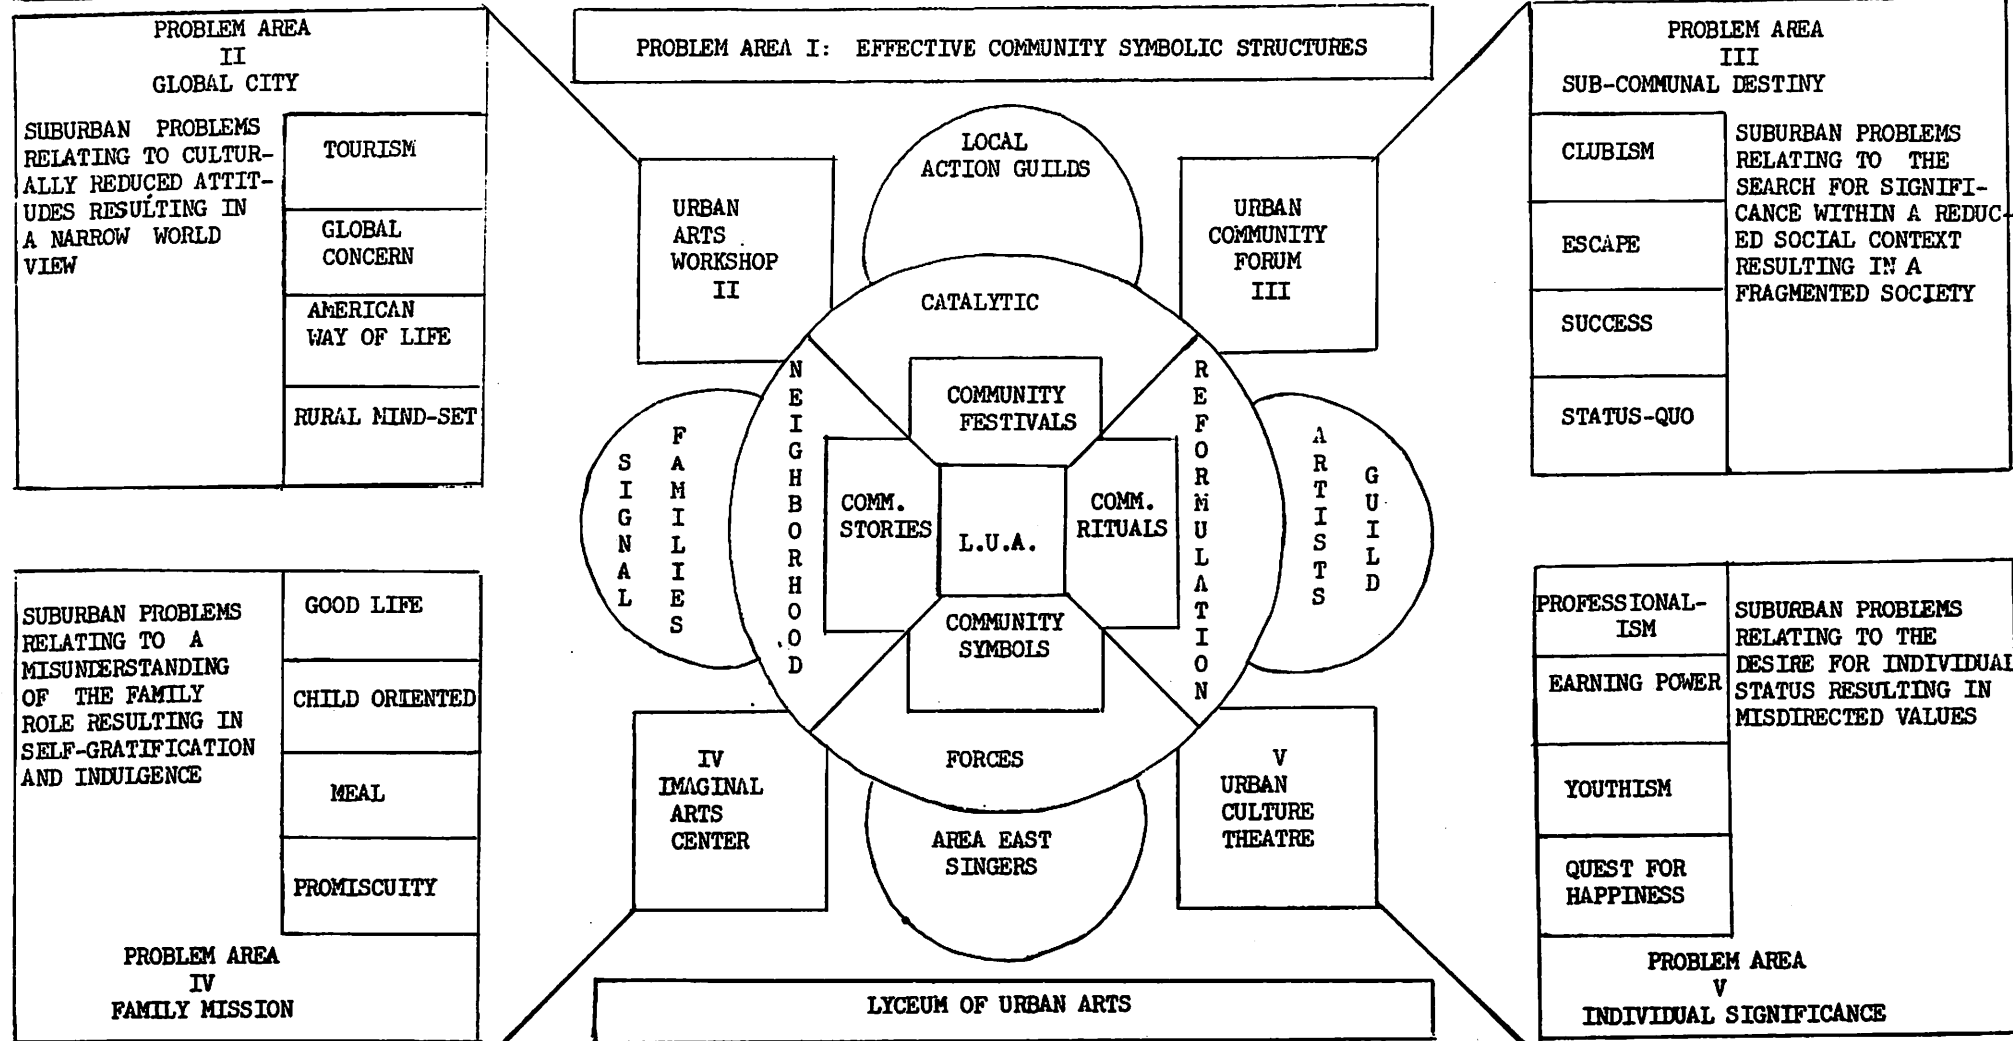 PROBLEM AREA
II
GLOBAL CITY
SUBURBAN PROBLEMS
RELATING TO CULTUR-
ALLY REDUCED ATTIT-
UDES RESULTING IN
A NARROW WORLD
VIEW
TOURISM
GLOBAL
CONCERN
AMERICAN
WAY OF LIFE
RURAL MIND-SET
PROBLEM AREA I: EFFECTIVE COMMUNITY SYMBOLIC STRUCTURES
PROBLEM AREA
III
SUB-COMMUNAL DESTINY
CLUBISM
ESCAPE
SUCCESS
STATUS-QUO
SUBURBAN PROBLEMS
RELATING TO THE
SEARCH FOR SIGNIFI-
CANCE WITHIN A REDUC-
ED SOCIAL CONTEXT
RESULTING IN A
FRAGMENTED SOCIETY
LOCAL
ACTION GUILDS
URBAN
ARTS
WORKSHOP
II
URBAN
COMMUNITY
FORUM
III
CATALYTIC
NEIGHBORHOOD
REFORMULATION
FORCES
COMMUNITY
FESTIVALS
COMM.
STORIES
L.U.A.
COMM.
RITUALS
COMMUNITY
SYMBOLS
SIGNAL
FAMILIES
ARTISTS
GUILD
IV
IMAGINAL
ARTS
CENTER
AREA EAST
SINGERS
V
URBAN
CULTURE
THEATRE
SUBURBAN PROBLEMS
RELATING TO A
MISUNDERSTANDING
OF THE FAMILY
ROLE RESULTING IN
SELF-GRATIFICATION
AND INDULGENCE
GOOD LIFE
CHILD ORIENTED
MEAL
PROMISCUITY
PROBLEM AREA
IV
FAMILY MISSION
LYCEUM OF URBAN ARTS
PROFESSIONAL-
ISM
EARNING POWER
YOUTHISM
QUEST FOR
HAPPINESS
SUBURBAN PROBLEMS
RELATING TO THE
DESIRE FOR INDIVIDUAL
STATUS RESULTING IN
MISDIRECTED VALUES
PROBLEM AREA
V
INDIVIDUAL SIGNIFICANCE